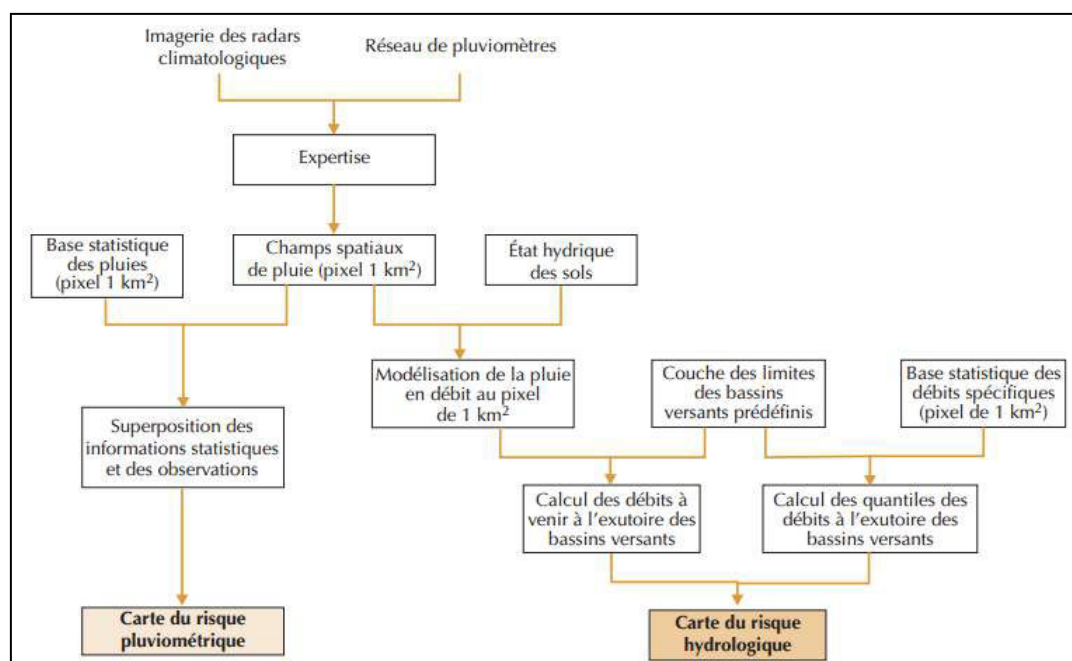 Imagerie des radars
climatologiques
Réseau de pluviomètres
Expertise
Base statistique
des pluies
(pixel 1 km²)
Champs spatiaux
de pluie (pixel 1 km²)
État hydrique
des sols
Modélisation de la pluie
en débit au pixel
de 1 km²
Couche des limites
des bassins
versants prédéfinis
Base statistique des
débits spécifiques
(pixel de 1 km²)
Superposition des
informations statistiques
et des observations
Calcul des débits à
venir à l’exutoire des
bassins versants
Calcul des quantiles des
débits à l’exutoire des
bassins versants
Carte du risque
pluviométrique
Carte du risque
hydrologique